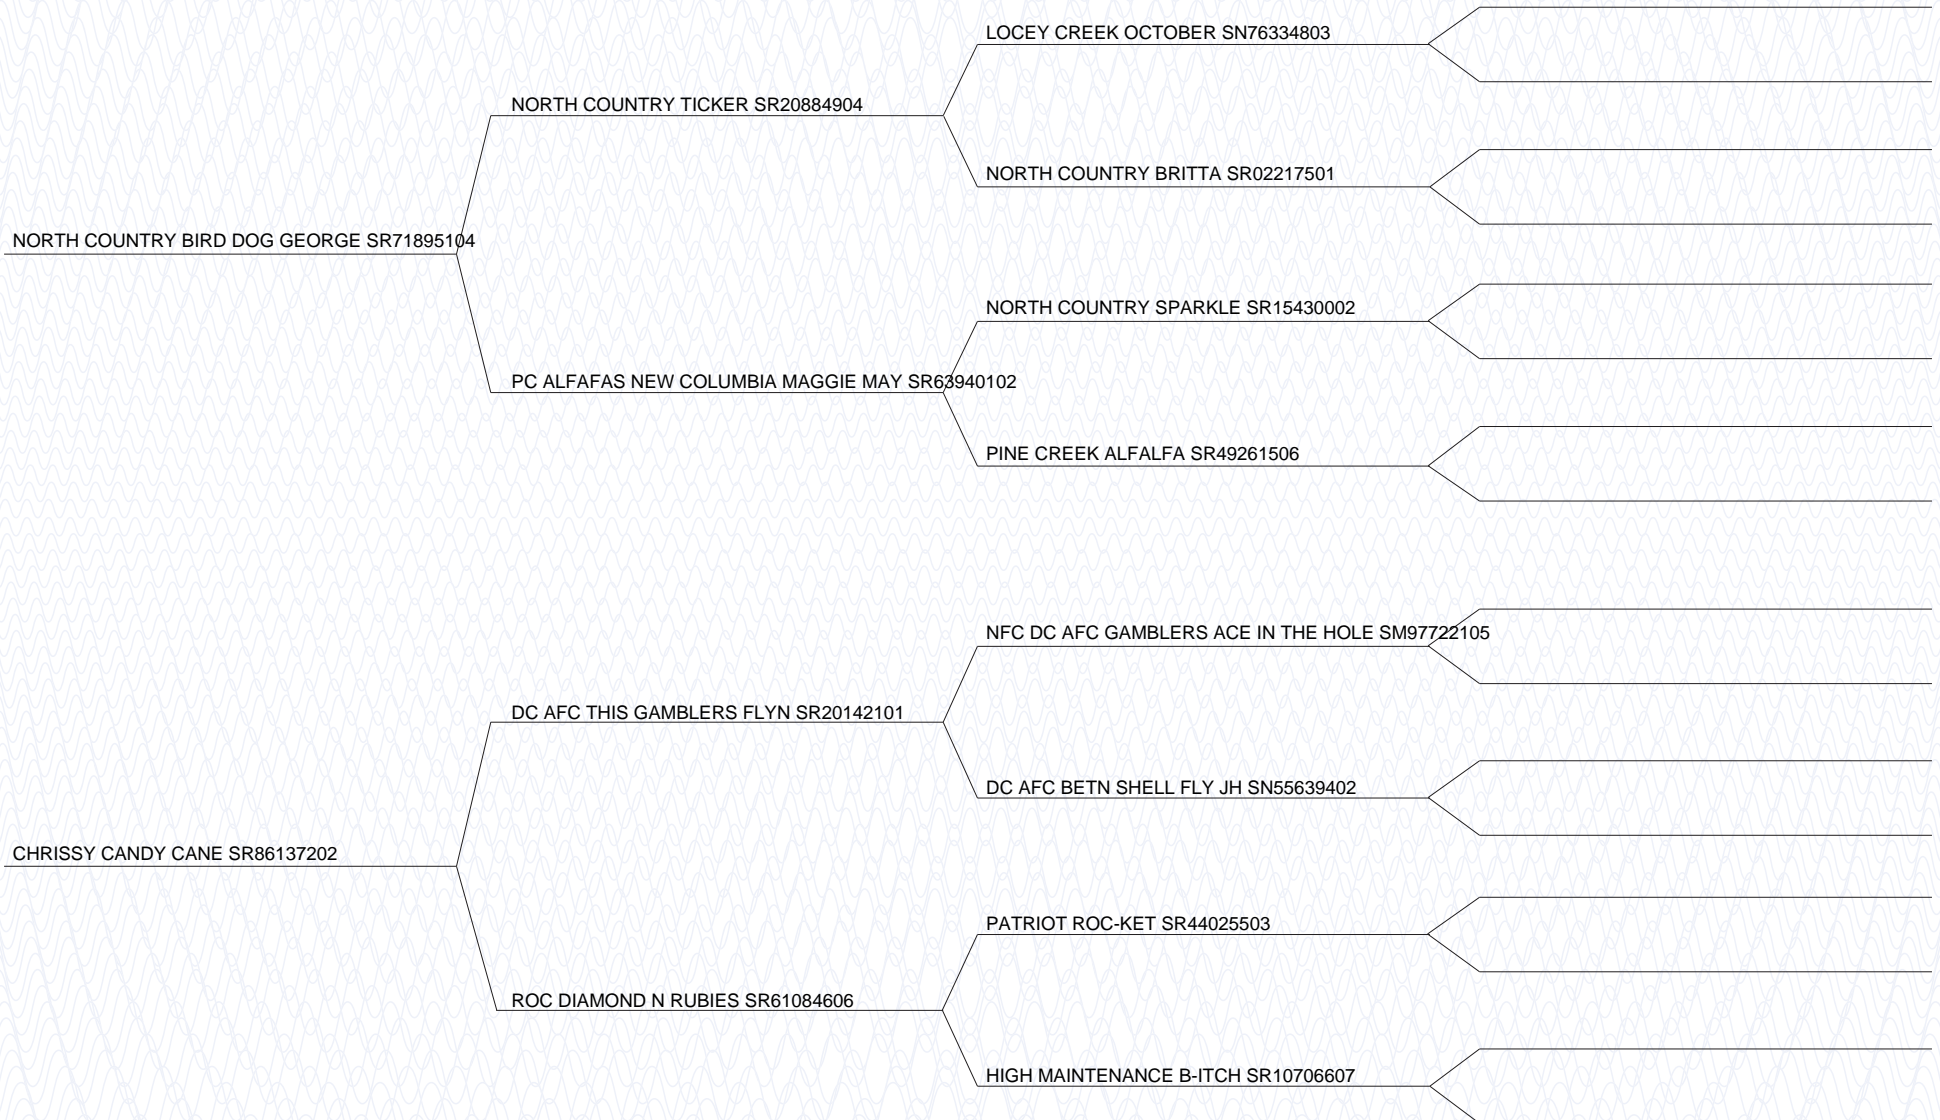 LOCEY CREEK OCTOBER SN76334803
NORTH COUNTRY TICKER SR20884904
NORTH COUNTRY BRITTA SR02217501
NORTH COUNTRY BIRD DOG GEORGE SR71895104
NORTH COUNTRY SPARKLE SR15430002
PC ALFAFAS NEW COLUMBIA MAGGIE MAY SR63940102
PINE CREEK ALFALFA SR49261506
NFC DC AFC GAMBLERS ACE IN THE HOLE SM97722105
DC AFC THIS GAMBLERS FLYN SR20142101
DC AFC BETN SHELL FLY JH SN55639402
CHRISSY CANDY CANE SR86137202
PATRIOT ROC-KET SR44025503
ROC DIAMOND N RUBIES SR61084606
HIGH MAINTENANCE B-ITCH SR10706607